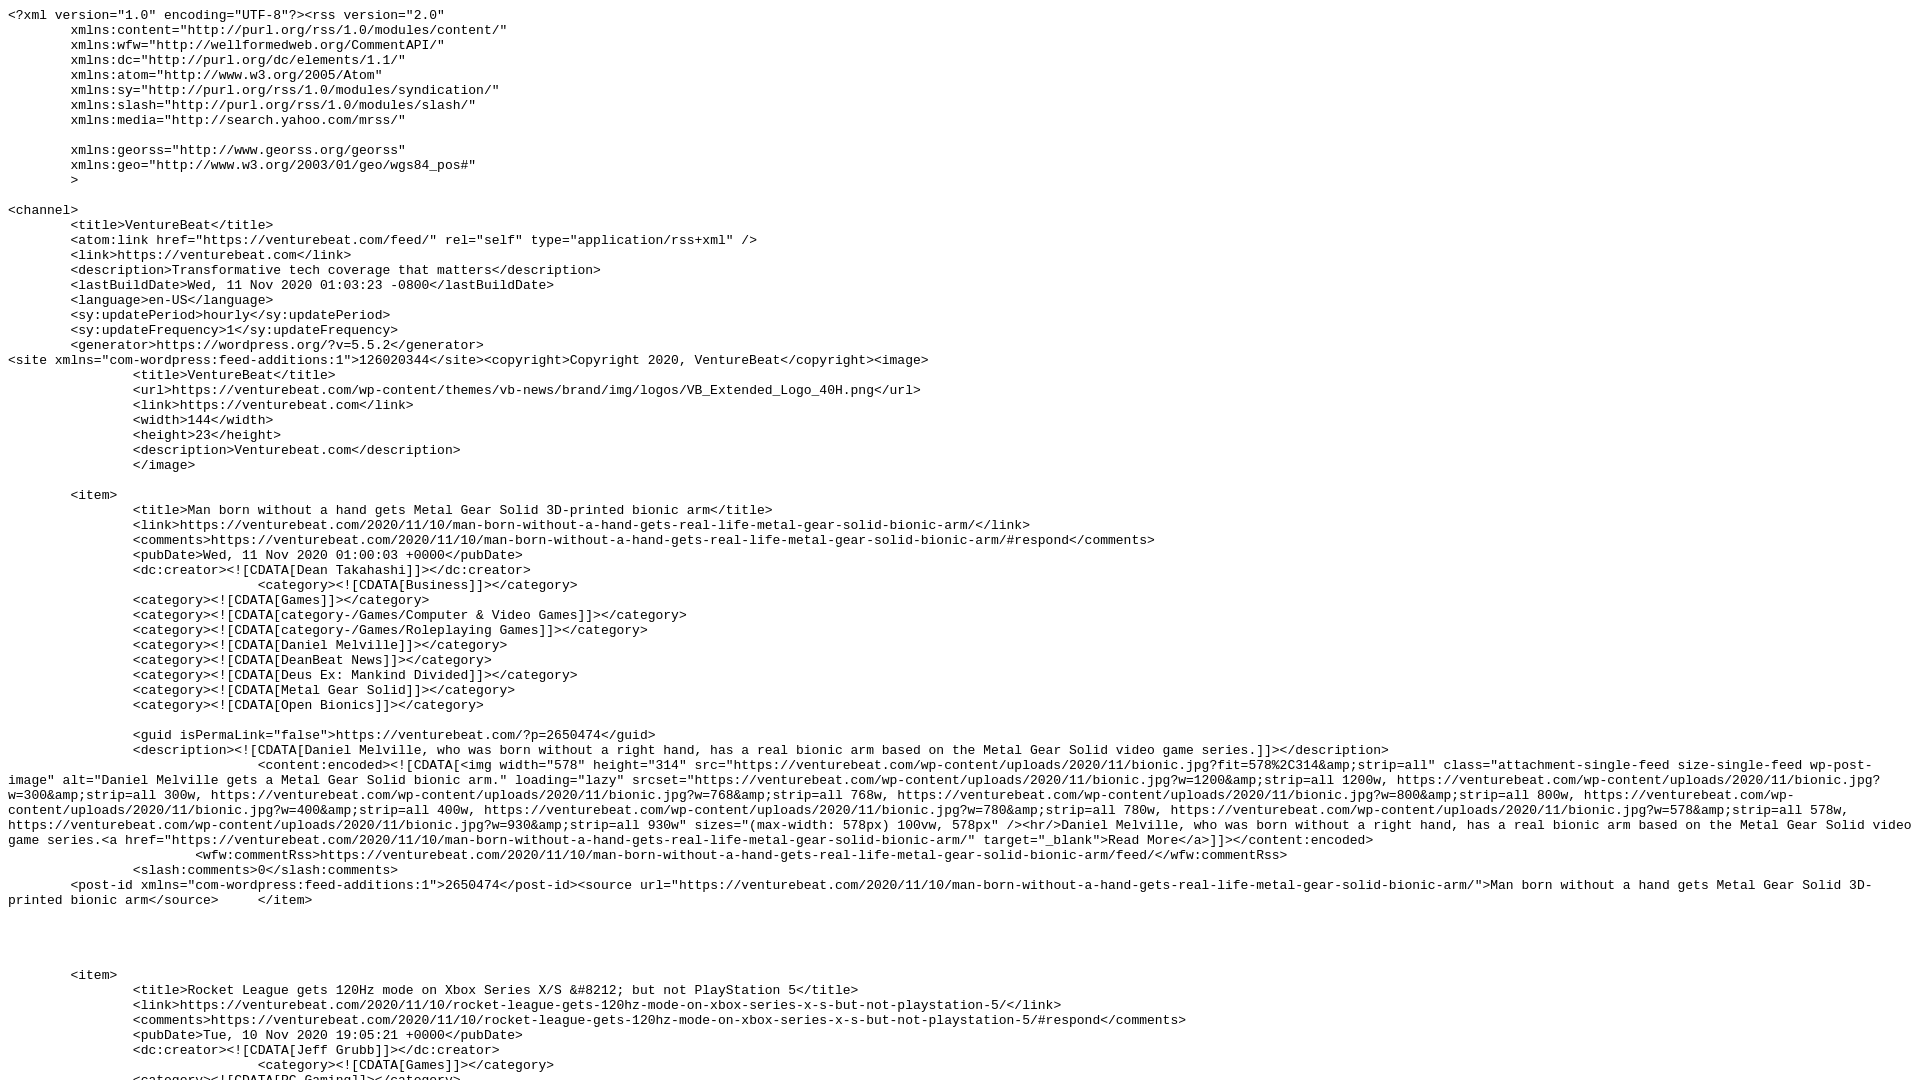 <?xml version="1.0" encoding="UTF-8"?><rss version="2.0"
xmlns:content="http://purl.org/rss/1.0/modules/content/"
xmlns:wfw="http://wellformedweb.org/CommentAPI/"
xmlns:dc="http://purl.org/dc/elements/1.1/"
xmlns:atom="http://www.w3.org/2005/Atom"
xmlns:sy="http://purl.org/rss/1.0/modules/syndication/"
xmlns:slash="http://purl.org/rss/1.0/modules/slash/"
xmlns:media="http://search.yahoo.com/mrss/"
xmlns:georss="http://www.georss.org/georss"
xmlns:geo="http://www.w3.org/2003/01/geo/wgs84_pos#"
>
<channel>
<title>VentureBeat</title>
<atom:link href="https://venturebeat.com/feed/" rel="self" type="application/rss+xml" />
<link>https://venturebeat.com</link>
<description>Transformative tech coverage that matters</description>
<lastBuildDate>Wed, 11 Nov 2020 01:03:23 -0800</lastBuildDate>
<language>en-US</language>
<sy:updatePeriod>hourly</sy:updatePeriod>
<sy:updateFrequency>1</sy:updateFrequency>
<generator>https://wordpress.org/?v=5.5.2</generator>
<site xmlns="com-wordpress:feed-additions:1">126020344</site><copyright>Copyright 2020, VentureBeat</copyright><image>
<title>VentureBeat</title>
<url>https://venturebeat.com/wp-content/themes/vb-news/brand/img/logos/VB_Extended_Logo_40H.png</url>
<link>https://venturebeat.com</link>
<width>144</width>
<height>23</height>
<description>Venturebeat.com</description>
</image>
<item>
<title>Man born without a hand gets Metal Gear Solid 3D-printed bionic arm</title>
<link>https://venturebeat.com/2020/11/10/man-born-without-a-hand-gets-real-life-metal-gear-solid-bionic-arm/</link>
<comments>https://venturebeat.com/2020/11/10/man-born-without-a-hand-gets-real-life-metal-gear-solid-bionic-arm/#respond</comments>
<pubDate>Wed, 11 Nov 2020 01:00:03 +0000</pubDate>
<dc:creator><![CDATA[Dean Takahashi]]></dc:creator>
<category><![CDATA[Business]]></category>
<category><![CDATA[Games]]></category>
<category><![CDATA[category-/Games/Computer & Video Games]]></category>
<category><![CDATA[category-/Games/Roleplaying Games]]></category>
<category><![CDATA[Daniel Melville]]></category>
<category><![CDATA[DeanBeat News]]></category>
<category><![CDATA[Deus Ex: Mankind Divided]]></category>
<category><![CDATA[Metal Gear Solid]]></category>
<category><![CDATA[Open Bionics]]></category>
<guid isPermaLink="false">https://venturebeat.com/?p=2650474</guid>
<description><![CDATA[Daniel Melville, who was born without a right hand, has a real bionic arm based on the Metal Gear Solid video game series.]]></description>
<content:encoded><![CDATA[<img width="578" height="314" src="https://venturebeat.com/wp-content/uploads/2020/11/bionic.jpg?fit=578%2C314&amp;strip=all" class="attachment-single-feed size-single-feed wp-post-
image" alt="Daniel Melville gets a Metal Gear Solid bionic arm." loading="lazy" srcset="https://venturebeat.com/wp-content/uploads/2020/11/bionic.jpg?w=1200&amp;strip=all 1200w, https://venturebeat.com/wp-content/uploads/2020/11/bionic.jpg?
w=300&amp;strip=all 300w, https://venturebeat.com/wp-content/uploads/2020/11/bionic.jpg?w=768&amp;strip=all 768w, https://venturebeat.com/wp-content/uploads/2020/11/bionic.jpg?w=800&amp;strip=all 800w, https://venturebeat.com/wp-
content/uploads/2020/11/bionic.jpg?w=400&amp;strip=all 400w, https://venturebeat.com/wp-content/uploads/2020/11/bionic.jpg?w=780&amp;strip=all 780w, https://venturebeat.com/wp-content/uploads/2020/11/bionic.jpg?w=578&amp;strip=all 578w,
https://venturebeat.com/wp-content/uploads/2020/11/bionic.jpg?w=930&amp;strip=all 930w" sizes="(max-width: 578px) 100vw, 578px" /><hr/>Daniel Melville, who was born without a right hand, has a real bionic arm based on the Metal Gear Solid video
game series.<a href="https://venturebeat.com/2020/11/10/man-born-without-a-hand-gets-real-life-metal-gear-solid-bionic-arm/" target="_blank">Read More</a>]]></content:encoded>
<wfw:commentRss>https://venturebeat.com/2020/11/10/man-born-without-a-hand-gets-real-life-metal-gear-solid-bionic-arm/feed/</wfw:commentRss>
<slash:comments>0</slash:comments>
<post-id xmlns="com-wordpress:feed-additions:1">2650474</post-id><source url="https://venturebeat.com/2020/11/10/man-born-without-a-hand-gets-real-life-metal-gear-solid-bionic-arm/">Man born without a hand gets Metal Gear Solid 3D-
printed bionic arm</source> </item>
<item>
<title>Rocket League gets 120Hz mode on Xbox Series X/S &#8212; but not PlayStation 5</title>
<link>https://venturebeat.com/2020/11/10/rocket-league-gets-120hz-mode-on-xbox-series-x-s-but-not-playstation-5/</link>
<comments>https://venturebeat.com/2020/11/10/rocket-league-gets-120hz-mode-on-xbox-series-x-s-but-not-playstation-5/#respond</comments>
<pubDate>Tue, 10 Nov 2020 19:05:21 +0000</pubDate>
<dc:creator><![CDATA[Jeff Grubb]]></dc:creator>
<category><![CDATA[Games]]></category>
<category><![CDATA[PC Gaming]]></category>